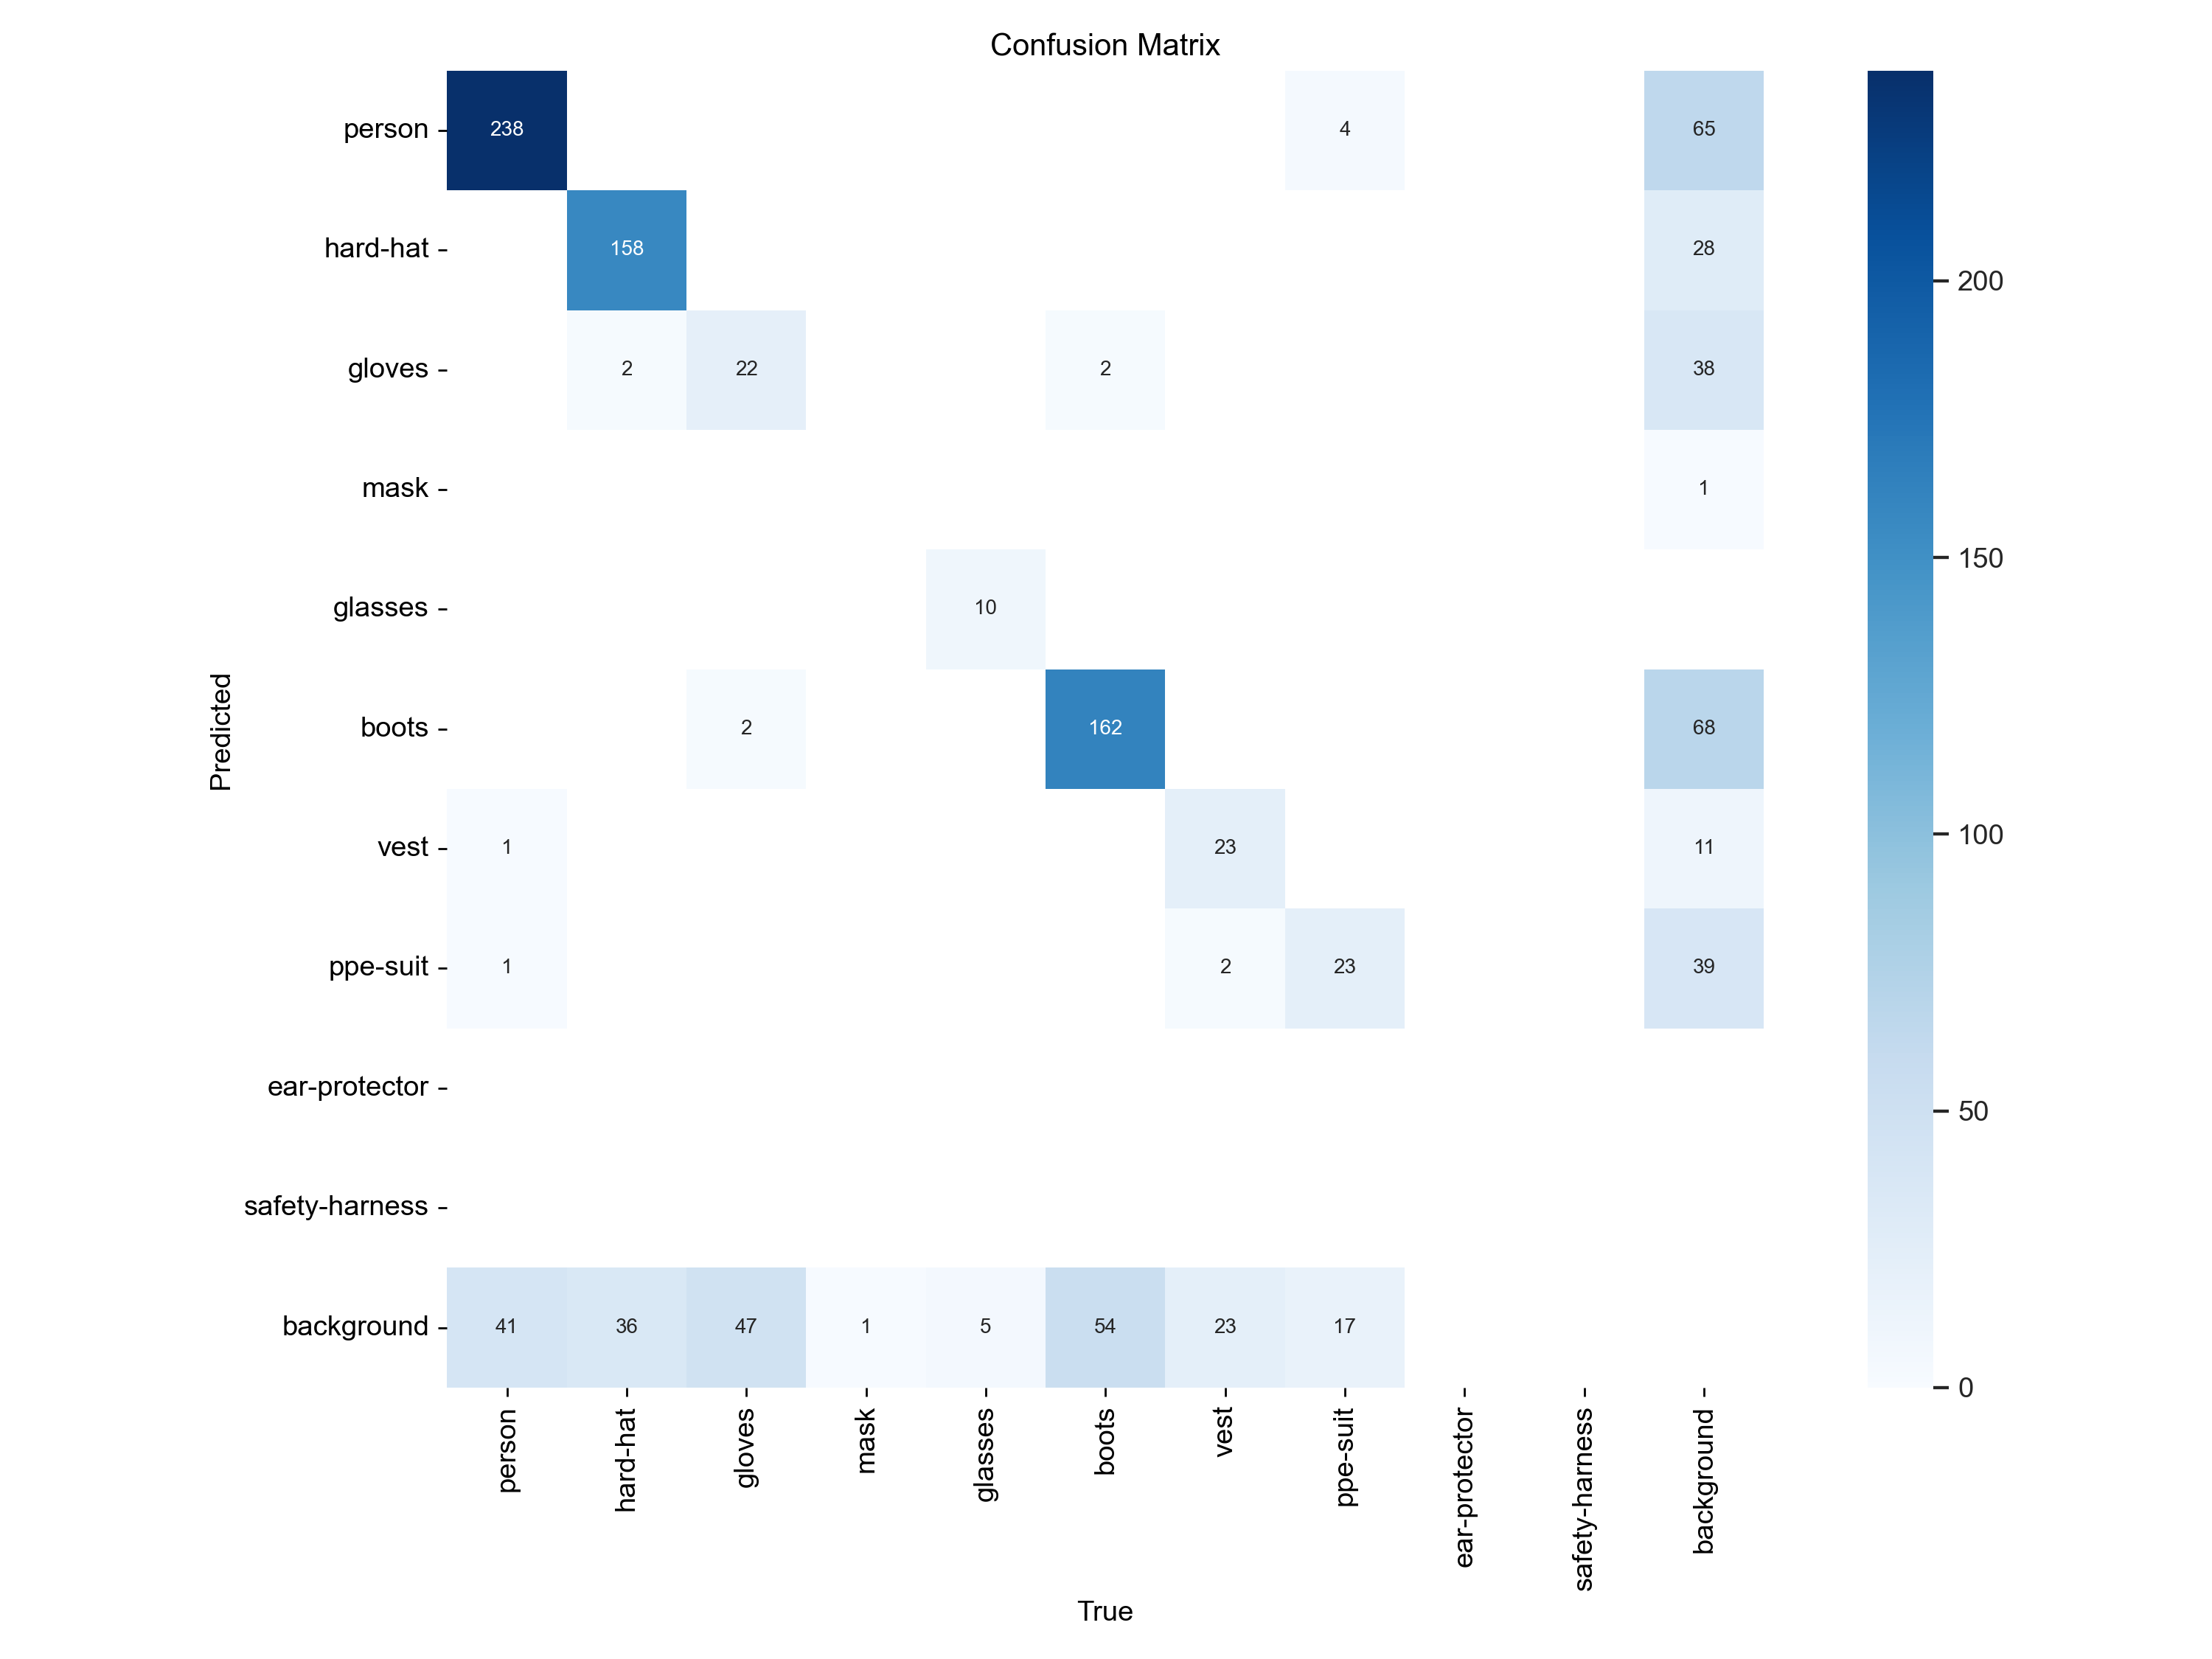 Confusion Matrix
person 238 4 65
hard-hat 158 28
gloves 2 22 2 38
mask 1
glasses 10
boots 2 162 68
vest 1 23 11
ppe-suit 1 2 23 39
ear-protector
safety-harness
background 41 36 47 1 5 54 23 17
person hard-hat gloves mask glasses boots vest ppe-suit ear-protector safety-harness background
True
Predicted
200
150
100
50
0